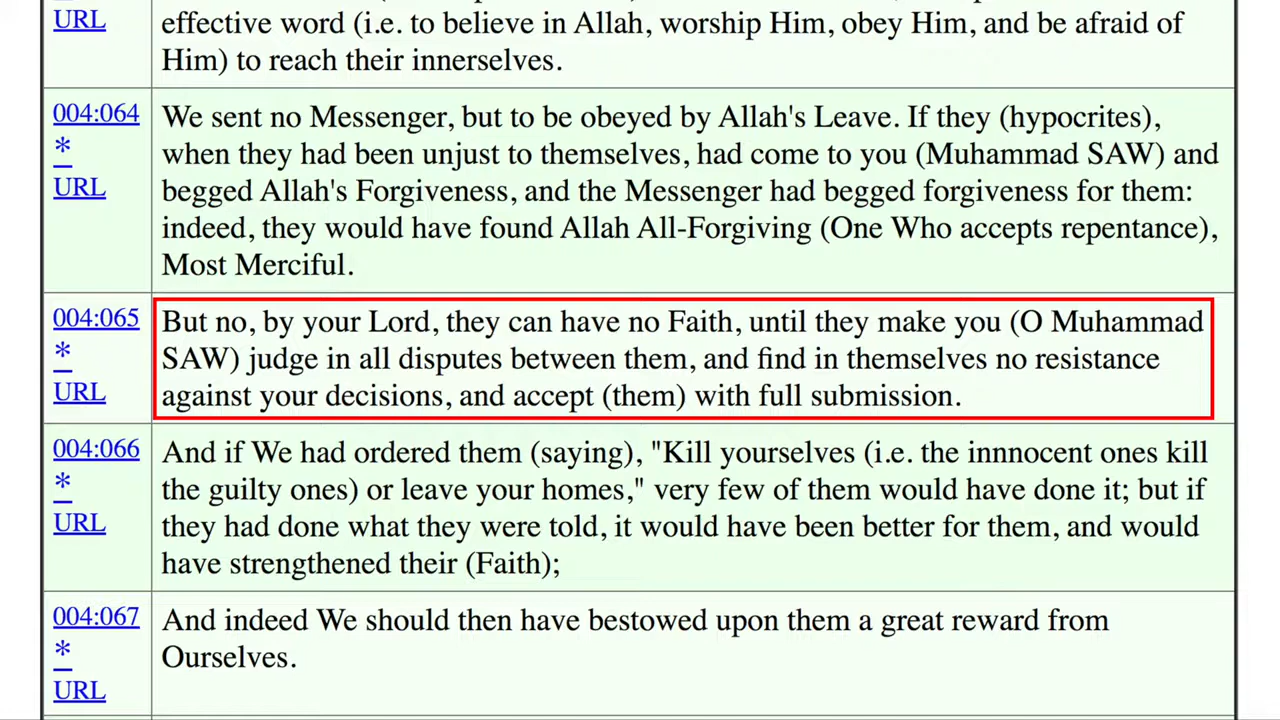 URL
effective word (i.e. to believe in Allah, worship Him, obey Him, and be afraid of
Him) to reach their innerselves.
004:064
*
URL
We sent no Messenger, but to be obeyed by Allah's Leave. If they (hypocrites),
when they had been unjust to themselves, had come to you (Muhammad SAW) and
begged Allah's Forgiveness, and the Messenger had begged forgiveness for them:
indeed, they would have found Allah All-Forgiving (One Who accepts repentance),
Most Merciful.
004:065
*
URL
But no, by your Lord, they can have no Faith, until they make you (O Muhammad
SAW) judge in all disputes between them, and find in themselves no resistance
against your decisions, and accept (them) with full submission.
004:066
*
URL
And if We had ordered them (saying), "Kill yourselves (i.e. the innnocent ones kill
the guilty ones) or leave your homes," very few of them would have done it; but if
they had done what they were told, it would have been better for them, and would
have strengthened their (Faith);
004:067
*
URL
And indeed We should then have bestowed upon them a great reward from
Ourselves.